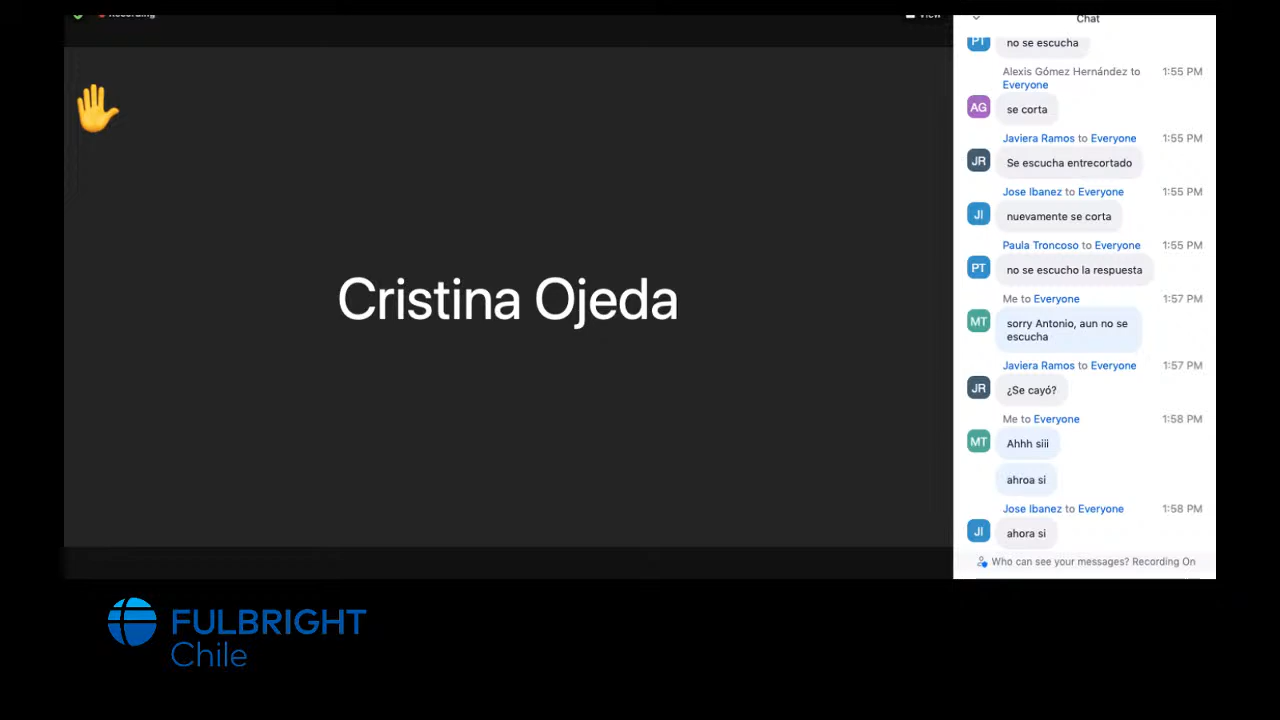 Recording
View
Cristina Ojeda
Chat
PT
no se escucha
Alexis Gómez Hernández to
Everyone
1:55 PM
AG
se corta
Javiera Ramos to Everyone
1:55 PM
JR
Se escucha entrecortado
Jose Ibanez to Everyone
1:55 PM
JI
nuevamente se corta
Paula Troncoso to Everyone
1:55 PM
PT
no se escucho la respuesta
Me to Everyone
1:57 PM
MT
sorry Antonio, aun no se
escucha
Javiera Ramos to Everyone
1:57 PM
JR
¿Se cayó?
Me to Everyone
1:58 PM
MT
Ahhh siii
ahroa si
Jose Ibanez to Everyone
1:58 PM
JI
ahora si
Who can see your messages? Recording On
FULBRIGHT
Chile